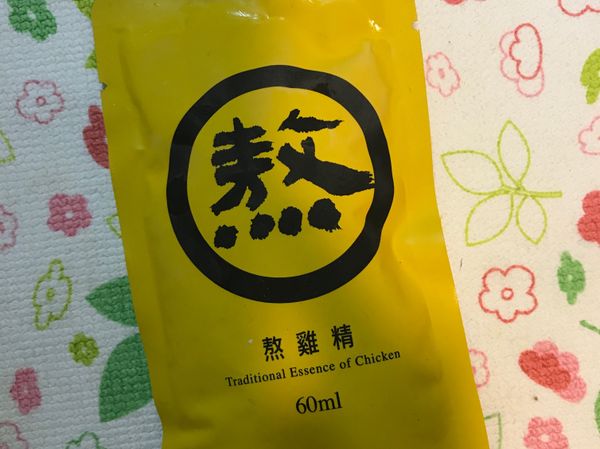 熬
熬雞精
Traditional Essence of Chicken
60ml